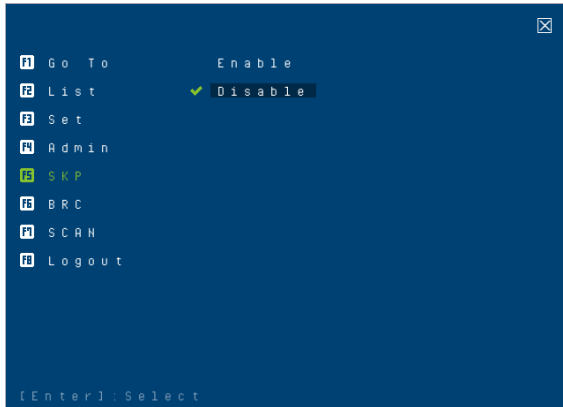 F1 Go To Enable
F2 List Disable
F3 Set
F4 Admin
F5 SKP
F6 BRC
F7 SCAN
F8 Logout
[Enter]:Select